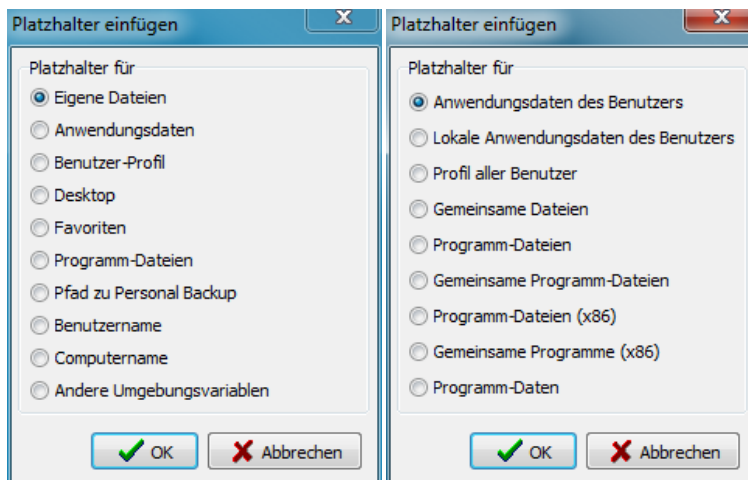 Platzhalter einfügen
Platzhalter für
Eigene Dateien
Anwendungsdaten
Benutzer-Profil
Desktop
Favoriten
Programm-Dateien
Pfad zu Personal Backup
Benutzername
Computername
Andere Umgebungsvariablen
OK
Abbrechen
Platzhalter einfügen
Platzhalter für
Anwendungsdaten des Benutzers
Lokale Anwendungsdaten des Benutzers
Profil aller Benutzer
Gemeinsame Dateien
Programm-Dateien
Gemeinsame Programm-Dateien
Programm-Dateien (x86)
Gemeinsame Programme (x86)
Programm-Daten
OK
Abbrechen